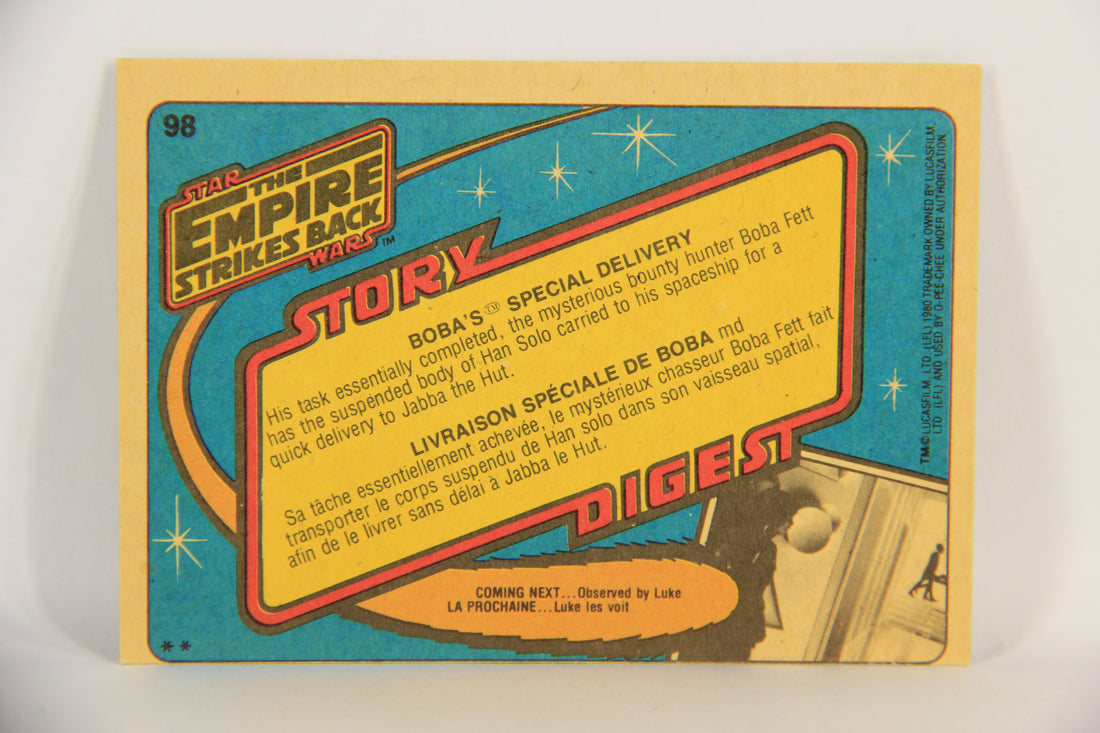 98
STAR
THE
EMPIRE
STRIKES BACK
WARS™
STORY
BOBA'S™ SPECIAL DELIVERY
His task essentially completed, the mysterious bounty hunter Boba Fett
has the suspended body of Han Solo carried to his spaceship for a
quick delivery to Jabba the Hut.
LIVRAISON SPÉCIALE DE BOBA md
Sa tâche essentiellement achevée, le mystérieux chasseur Boba Fett fait
transporter le corps suspendu de Han solo dans son vaisseau spatial,
afin de le livrer sans délai à Jabba le Hut.
DIGEST
COMING NEXT...Observed by Luke
LA PROCHAINE...Luke les voit
**
TM©LUCASFILM, LTD (LFL) 1980 TRADEMARK OWNED BY LUCASFILM,
LTD (LFL) AND USED BY O-PEE-CHEE UNDER AUTHORIZATION